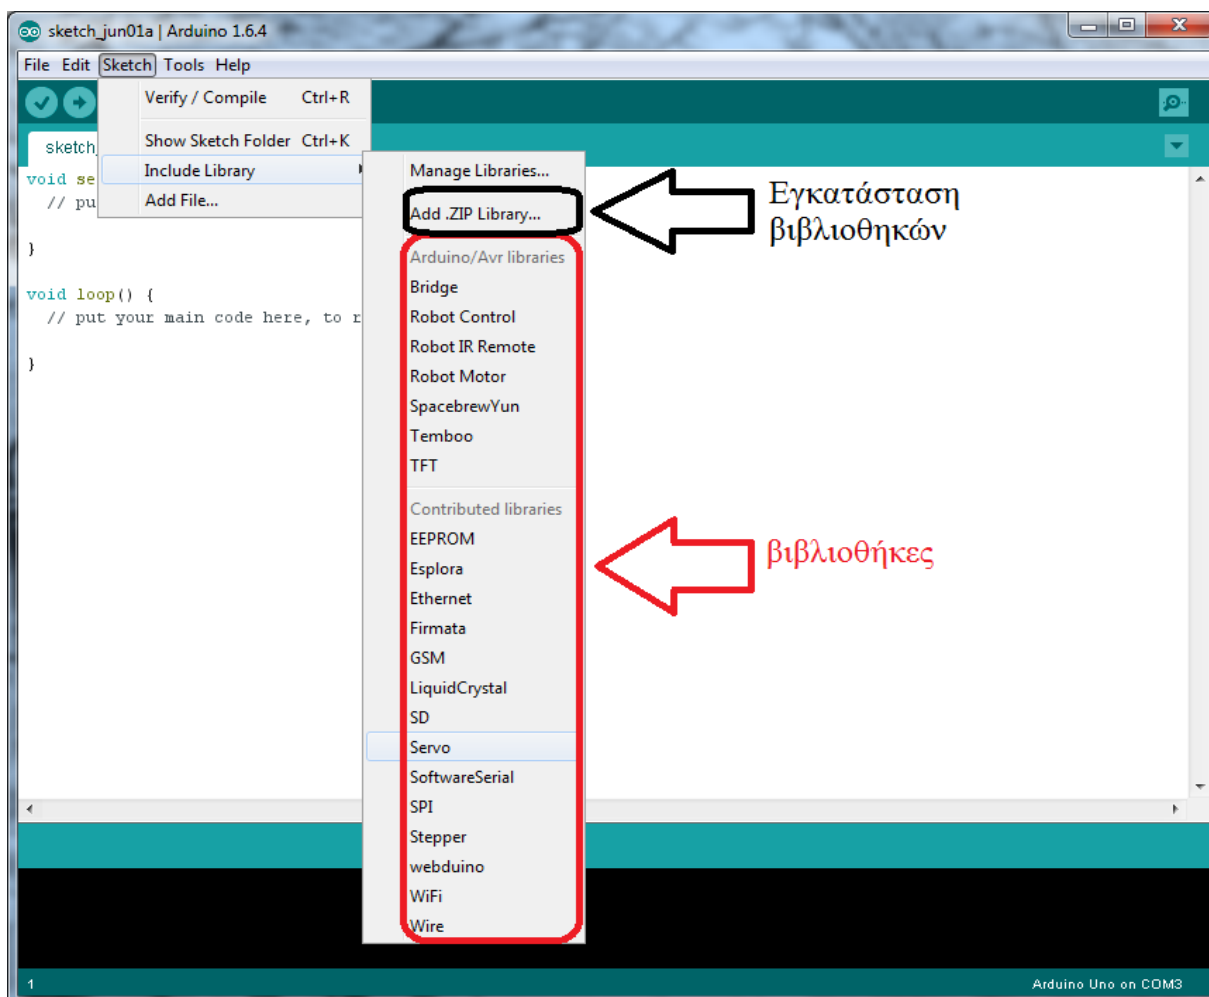 sketch_jun01a | Arduino 1.6.4
File Edit Sketch Tools Help
Verify / Compile Ctrl+R
Show Sketch Folder Ctrl+K
Include Library
Add File...
sketch_
void se
// pu
}
void loop() {
// put your main code here, to r
}
Manage Libraries...
Add .ZIP Library...
Arduino/Avr libraries
Bridge
Robot Control
Robot IR Remote
Robot Motor
SpacebrewYun
Temboo
TFT
Contributed libraries
EEPROM
Esplora
Ethernet
Firmata
GSM
LiquidCrystal
SD
Servo
SoftwareSerial
SPI
Stepper
webduino
WiFi
Wire
Εγκατάσταση
βιβλιοθηκών
βιβλιοθήκες
1
Arduino Uno on COM3